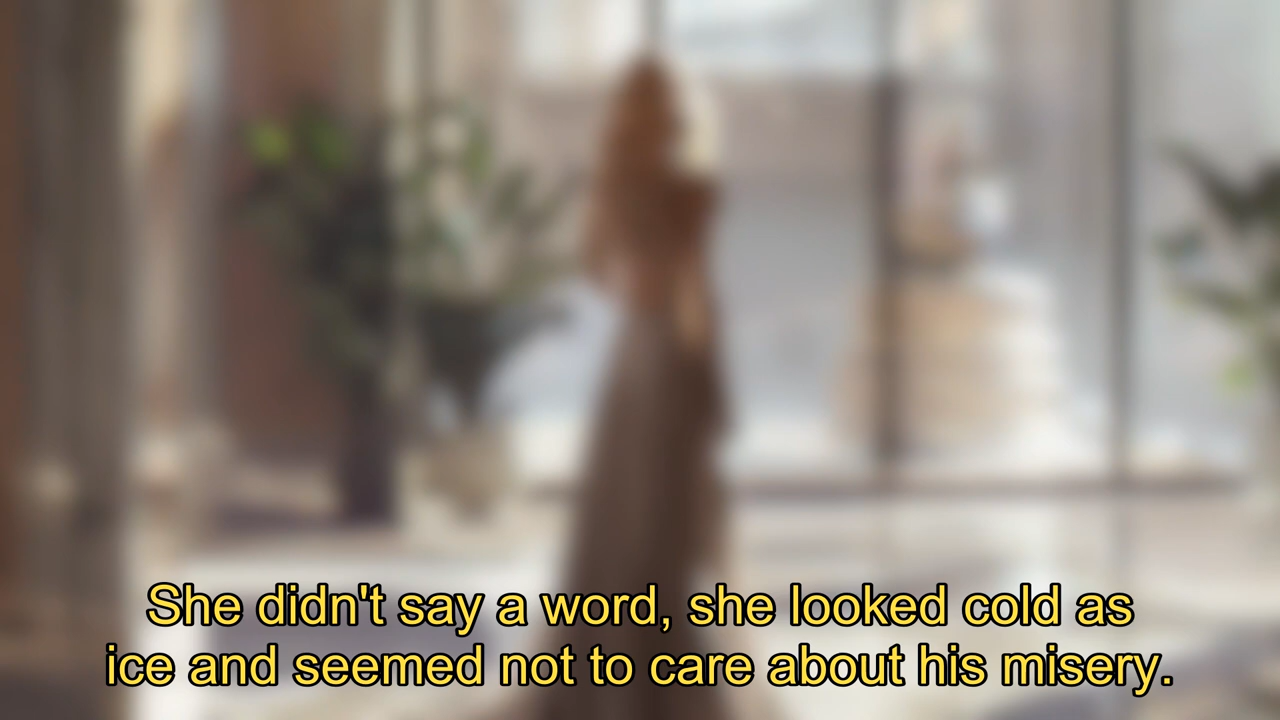 She didn't say a word, she looked cold as
ice and seemed not to care about his misery.